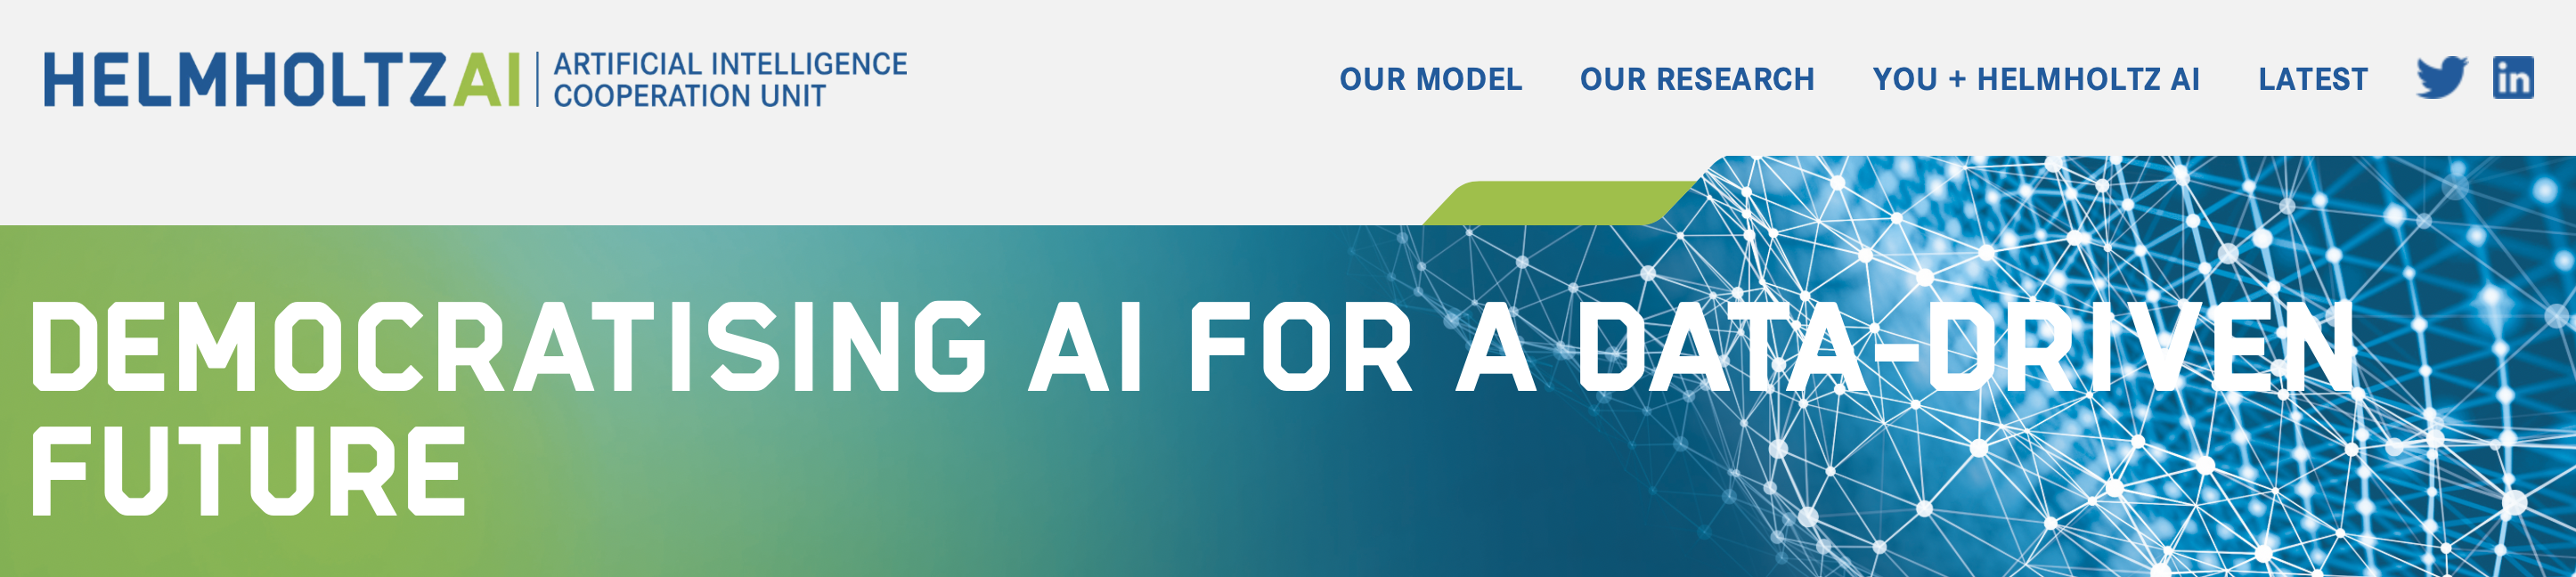 HELMHOLTZAI
ARTIFICIAL INTELLIGENCE
COOPERATION UNIT
OUR MODEL OUR RESEARCH YOU + HELMHOLTZ AI LATEST
in
DEMOCRATISING AI FOR A DATA-DRIVEN
FUTURE